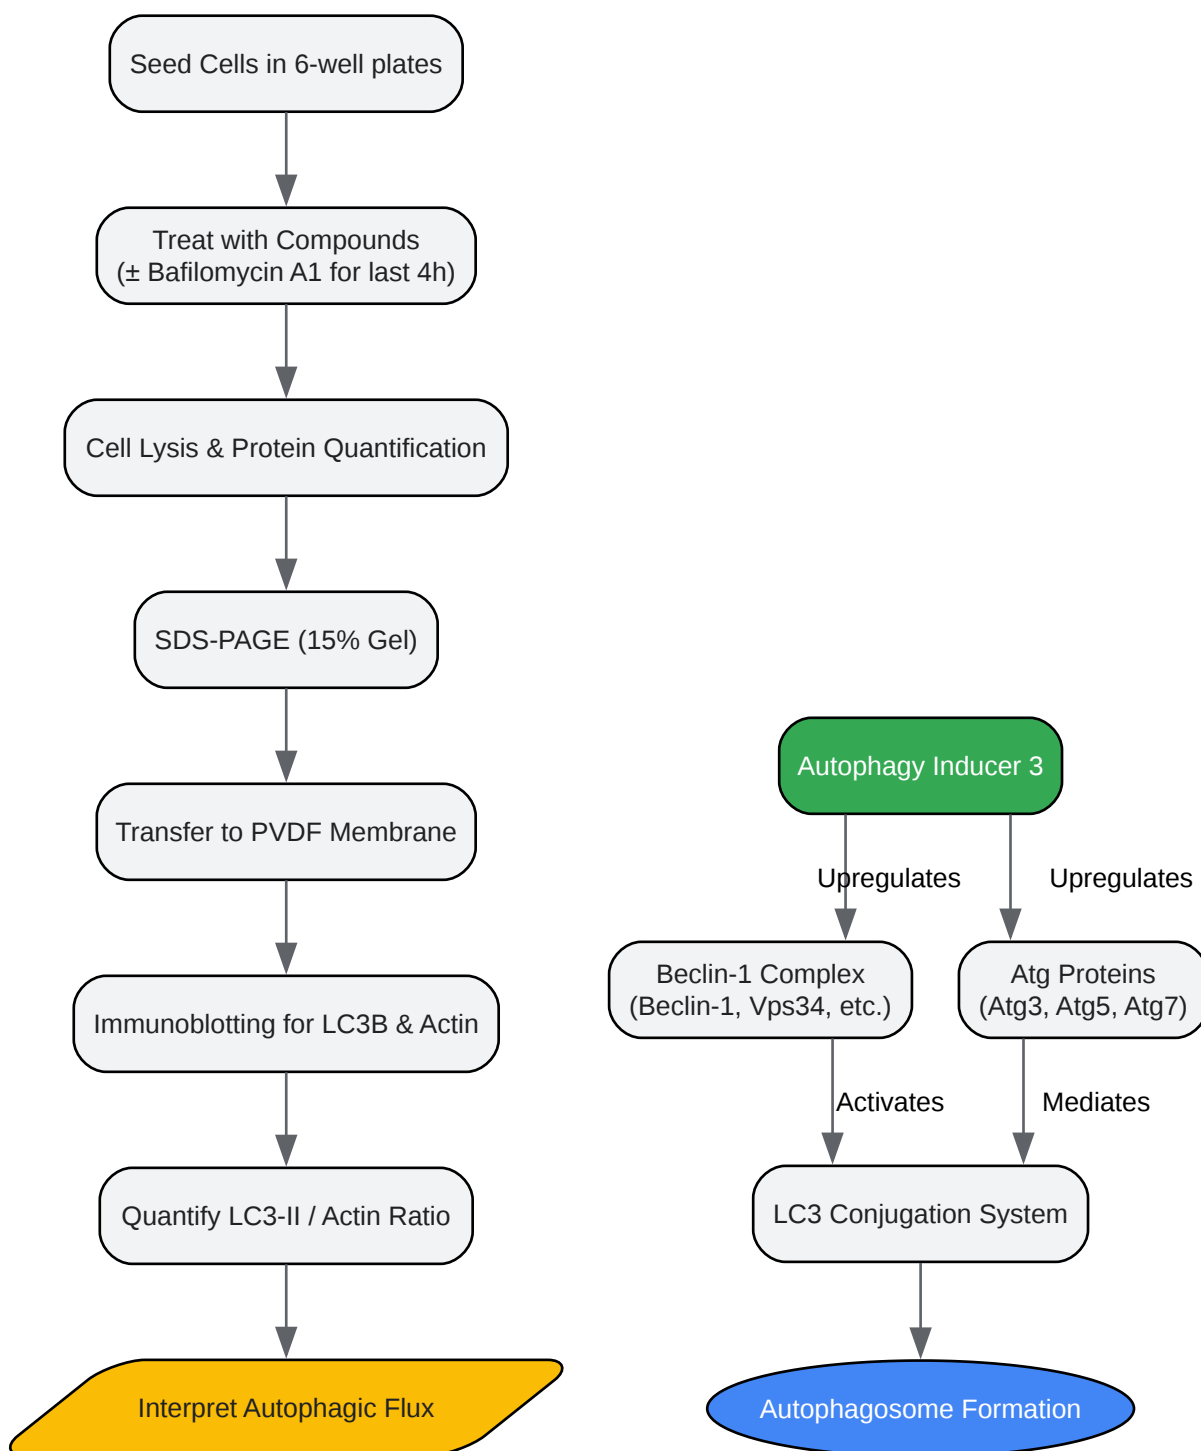 Seed Cells in 6-well plates
Treat with Compounds
(± Bafilomycin A1 for last 4h)
Cell Lysis & Protein Quantification
SDS-PAGE (15% Gel)
Transfer to PVDF Membrane
Immunoblotting for LC3B & Actin
Quantify LC3-II / Actin Ratio
Interpret Autophagic Flux
Autophagy Inducer 3
Upregulates
Upregulates
Beclin-1 Complex
(Beclin-1, Vps34, etc.)
Atg Proteins
(Atg3, Atg5, Atg7)
Activates
Mediates
LC3 Conjugation System
Autophagosome Formation